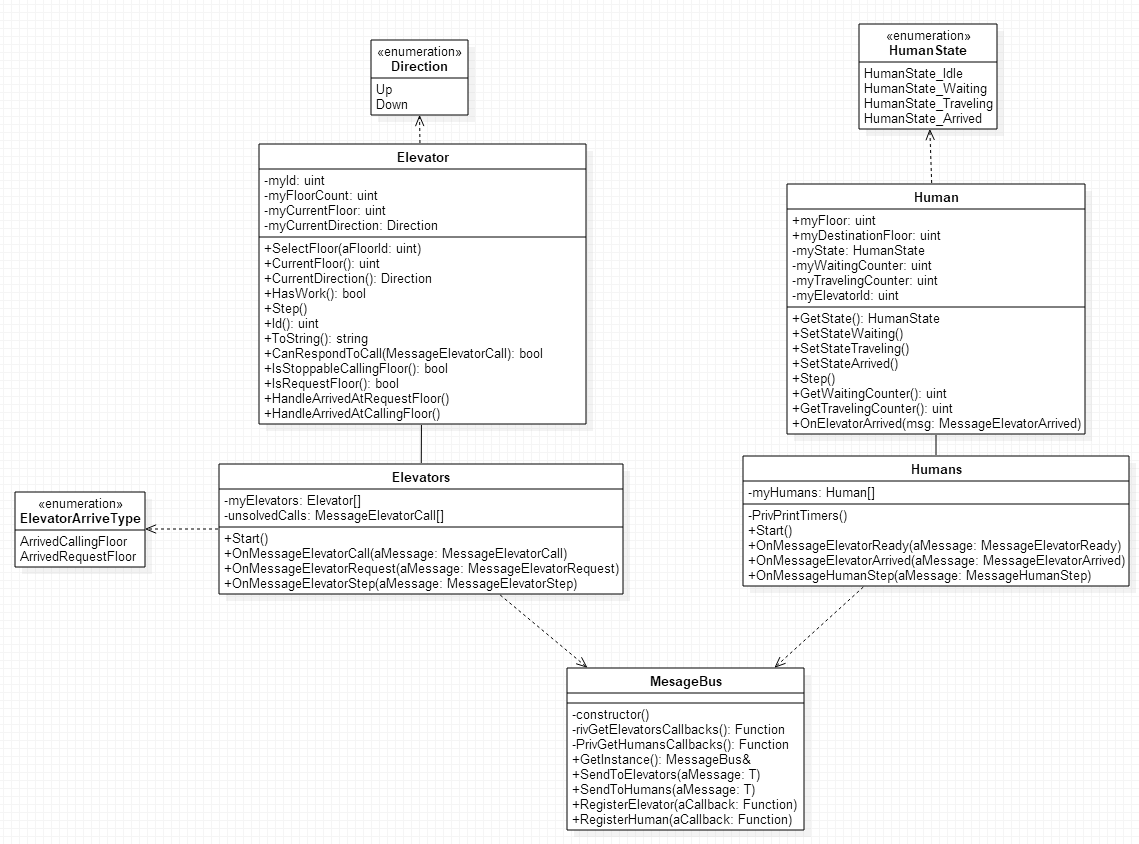 «enumeration»
Direction
Up
Down
«enumeration»
HumanState
HumanState_Idle
HumanState_Waiting
HumanState_Traveling
HumanState_Arrived
Elevator
-myId: uint
-myFloorCount: uint
-myCurrentFloor: uint
-myCurrentDirection: Direction
+SelectFloor(aFloorId: uint)
+CurrentFloor(): uint
+CurrentDirection(): Direction
+HasWork(): bool
+Step()
+Id(): uint
+ToString(): string
+CanRespondToCall(MessageElevatorCall): bool
+IsStoppableCallingFloor(): bool
+IsRequestFloor(): bool
+HandleArrivedAtRequestFloor()
+HandleArrivedAtCallingFloor()
Human
+myFloor: uint
+myDestinationFloor: uint
-myState: HumanState
-myWaitingCounter: uint
-myTravelingCounter: uint
-myElevatorId: uint
+GetState(): HumanState
+SetStateWaiting()
+SetStateTraveling()
+SetStateArrived()
+Step()
+GetWaitingCounter(): uint
+GetTravelingCounter(): uint
+OnElevatorArrived(msg: MessageElevatorArrived)
«enumeration»
ElevatorArriveType
ArrivedCallingFloor
ArrivedRequestFloor
Elevators
-myElevators: Elevator[]
-unsolvedCalls: MessageElevatorCall[]
+Start()
+OnMessageElevatorCall(aMessage: MessageElevatorCall)
+OnMessageElevatorRequest(aMessage: MessageElevatorRequest)
+OnMessageElevatorStep(aMessage: MessageElevatorStep)
Humans
-myHumans: Human[]
-PrivPrintTimers()
+Start()
+OnMessageElevatorReady(aMessage: MessageElevatorReady)
+OnMessageElevatorArrived(aMessage: MessageElevatorArrived)
+OnMessageHumanStep(aMessage: MessageHumanStep)
MesageBus
-constructor()
-rivGetElevatorsCallbacks(): Function
-PrivGetHumansCallbacks(): Function
+GetInstance(): MessageBus&
+SendToElevators(aMessage: T)
+SendToHumans(aMessage: T)
+RegisterElevator(aCallback: Function)
+RegisterHuman(aCallback: Function)